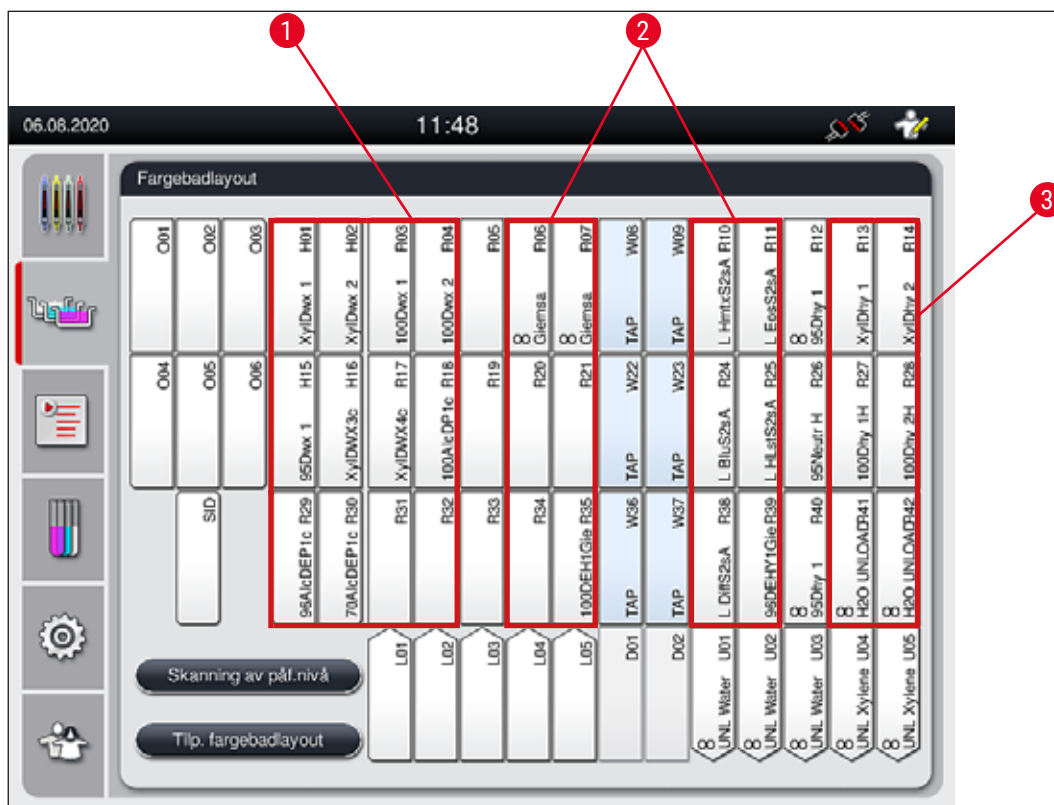 1
2
3
06.08.2020
11:48
Fargebadlayout
O01
O02
O03
XylDwx 1 H01
XylDwx 2 H02
100Dwx 1 R03
100Dwx 2 R04
R05
∞ Giemsa R06
∞ Giemsa R07
TAP W08
TAP W09
L HmtxS2sA R10
L EosS2sA R11
∞ 95Dhy 1 R12
XylDhy 1 R13
XylDhy 2 R14
O04
O05
O06
95Dwx 1 H15
XylDWX3c H16
XylDWX4c R17
100AlcDP1c R18
R19
R20
R21
TAP W22
TAP W23
L BluS2sA R24
L HLstS2sA R25
95Neutr H R26
100Dhy 1H R27
100Dhy 2H R28
SID
96AlcDEP1c R29
70AlcDEP1c R30
R31
R32
R33
R34
100DEH1Gie R35
TAP W36
TAP W37
L DiffS2sA R38
96DEHY1Gie R39
∞ 95Dhy 1 R40
∞ H2O UNLOAD R41
∞ H2O UNLOAD R42
Skanning av påf.nivå
Tilp. fargebadlayout
L01
L02
L03
L04
L05
D01
D02
∞ UNL Water U01
∞ UNL Water U02
∞ UNL Water U03
∞ UNL Xylene U04
∞ UNL Xylene U05